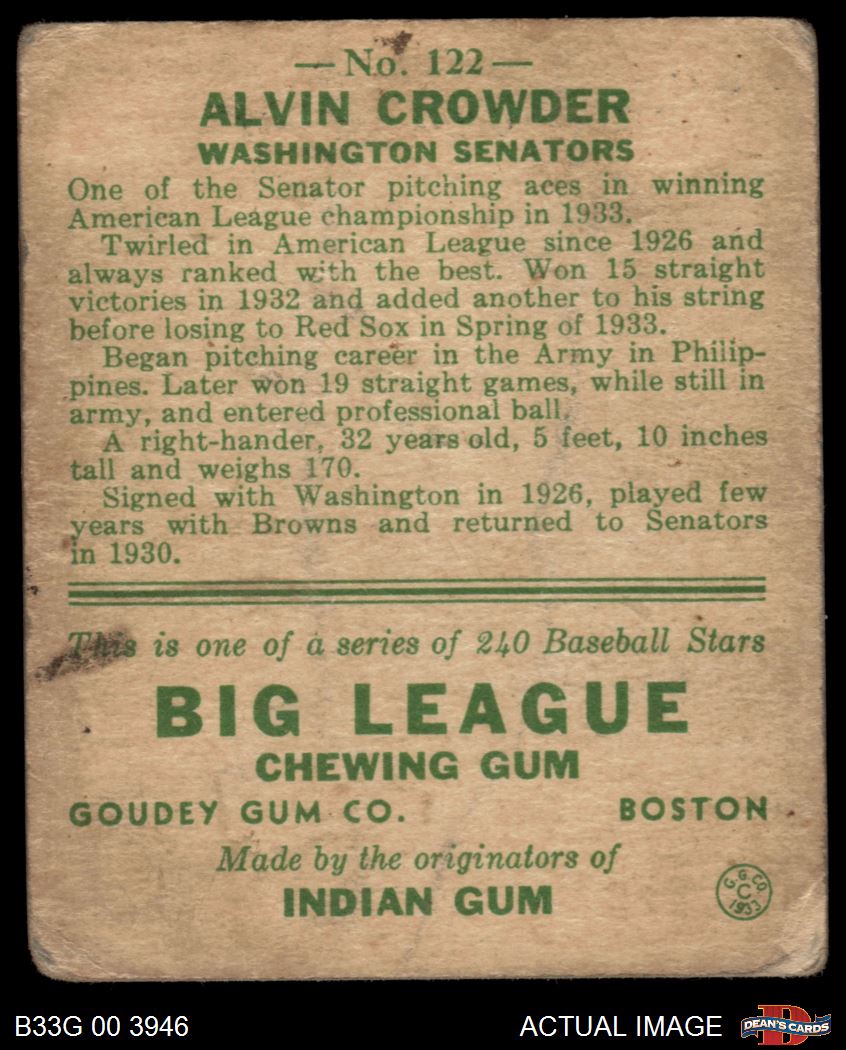 — No. 122 —
ALVIN CROWDER
WASHINGTON SENATORS
One of the Senator pitching aces in winning
American League championship in 1933.
Twirled in American League since 1926 and
always ranked with the best. Won 15 straight
victories in 1932 and added another to his string
before losing to Red Sox in Spring of 1933.
Began pitching career in the Army in Philip-
pines. Later won 19 straight games, while still in
army, and entered professional ball.
A right-hander, 32 years old, 5 feet, 10 inches
tall and weighs 170.
Signed with Washington in 1926, played few
years with Browns and returned to Senators
in 1930.
This is one of a series of 240 Baseball Stars
BIG LEAGUE
CHEWING GUM
GOUDEY GUM CO. BOSTON
Made by the originators of
INDIAN GUM
G. G. CO.
C
1933
B33G 00 3946 ACTUAL IMAGE D DEAN'S CARDS